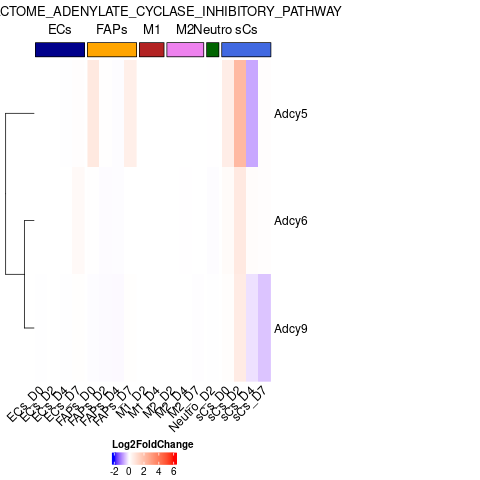 CTOME_ADENYLATE_CYCLASE_INHIBITORY_PATHWAY
ECs FAPs M1 M2 Neutro sCs
Adcy5
Adcy6
Adcy9
ECs_D0 ECs_D2 ECs_D4 ECs_D7 FAPs_D0 FAPs_D2 FAPs_D4 FAPs_D7 M1_D2 M1_D4 M2_D2 M2_D4 M2_D7 Neutro_D2 sCs_D0 sCs_D2 sCs_D4 sCs_D7
Log2FoldChange
-2 0 2 4 6